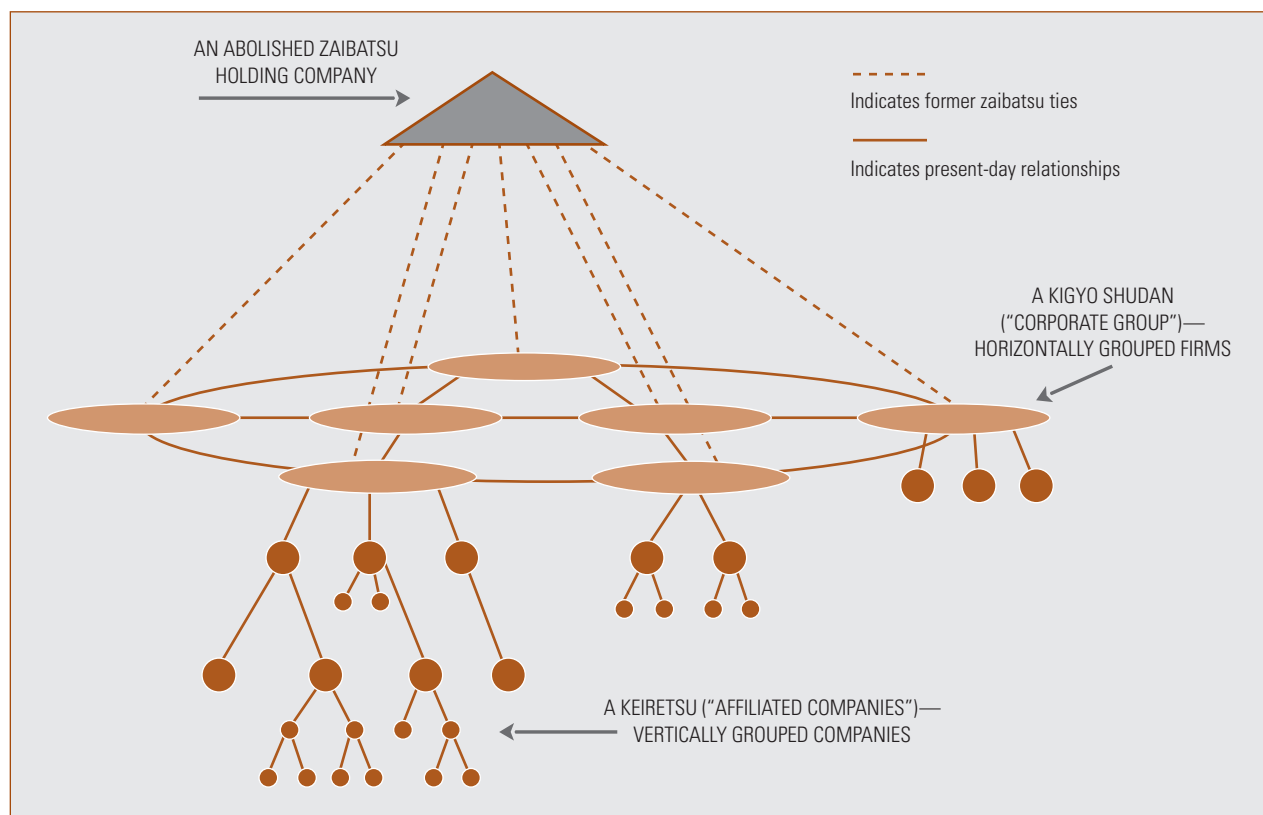 AN ABOLISHED ZAIBATSU
HOLDING COMPANY
Indicates former zaibatsu ties
Indicates present-day relationships
A KIGYO SHUDAN
(“CORPORATE GROUP”)—
HORIZONTALLY GROUPED FIRMS
A KEIRETSU (“AFFILIATED COMPANIES”)—
VERTICALLY GROUPED COMPANIES